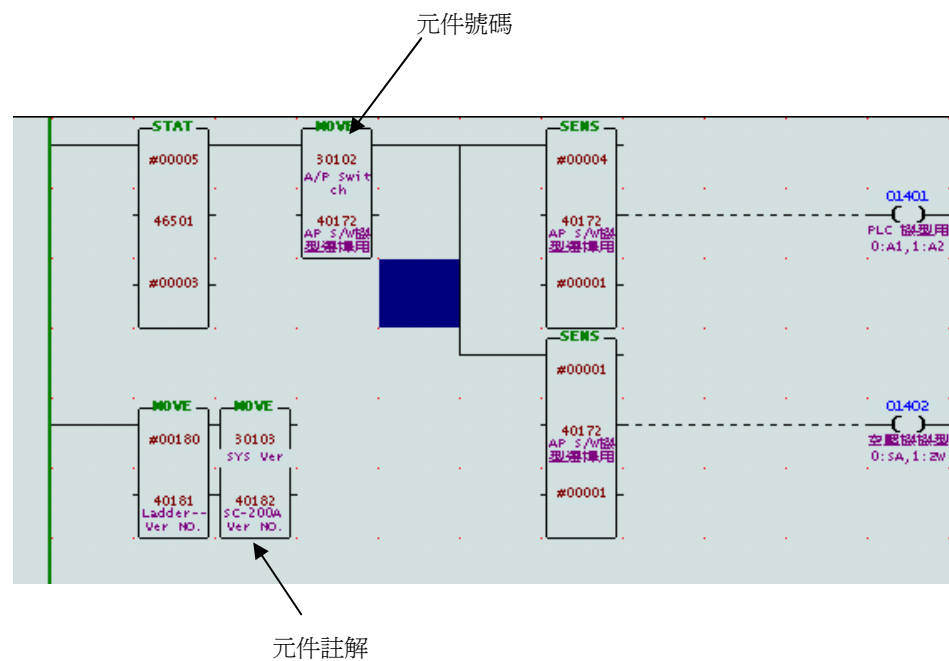 元件號碼
STAT
#00005
46501
#00003
MOVE
30102
A/P Swit
ch
40172
AP S/W機
型選擇用
SENS
#00004
40172
AP S/W機
型選擇用
#00001
01401
PLC 機型用
0:A1,1:A2
SENS
#00001
40172
AP S/W機
型選擇用
#00001
01402
空壓機機型
0:SA,1:2W
MOVE
#00180
40181
Ladder--
Ver NO.
MOVE
30103
SYS Ver
40182
SC-200A
Ver NO.
元件註解